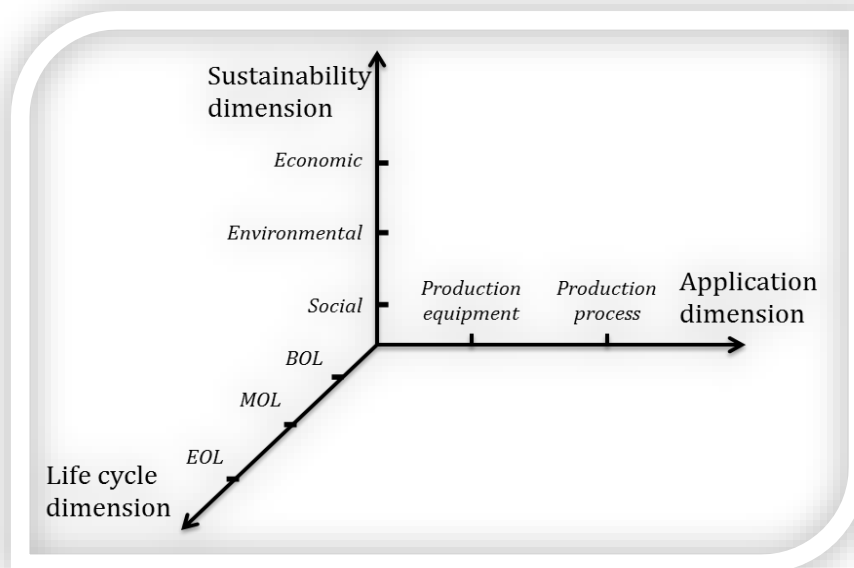 Sustainability
dimension
Economic
Environmental
Social
Production
equipment
Production
process
Application
dimension
BOL
MOL
EOL
Life cycle
dimension